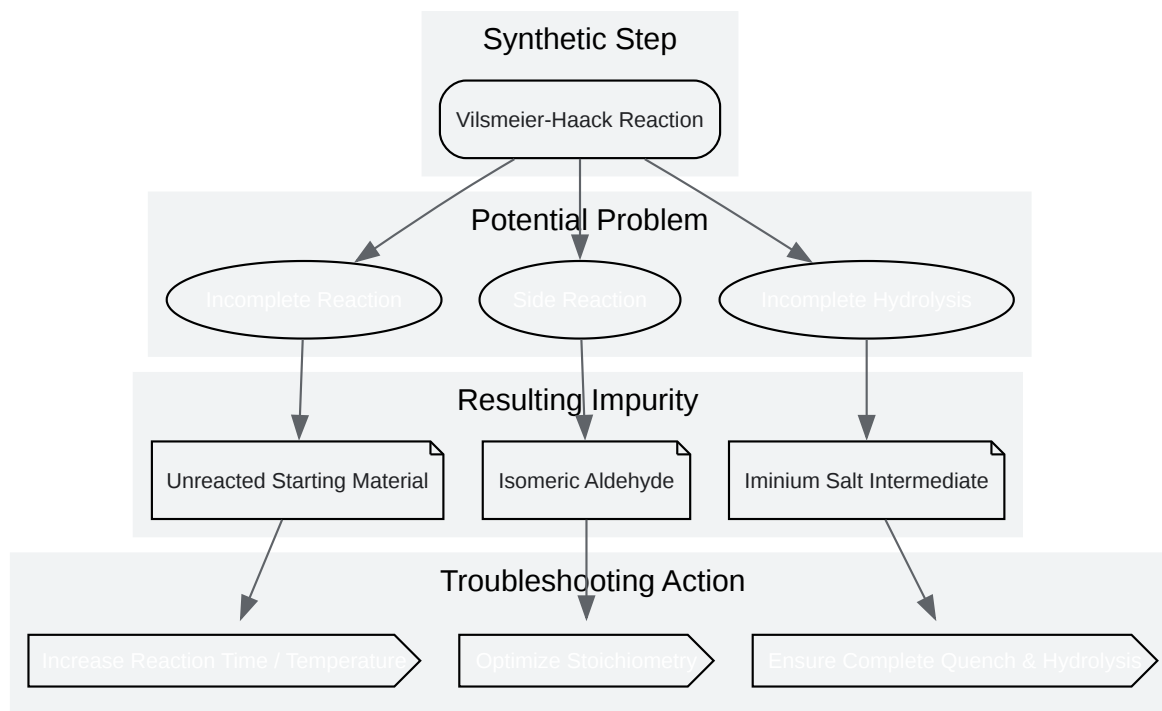 Synthetic Step
Vilsmeier-Haack Reaction
Potential Problem
Incomplete Reaction
Side Reaction
Incomplete Hydrolysis
Resulting Impurity
Unreacted Starting Material
Isomeric Aldehyde
Iminium Salt Intermediate
Troubleshooting Action
Increase Reaction Time / Temperature
Optimize Stoichiometry
Ensure Complete Quench & Hydrolysis